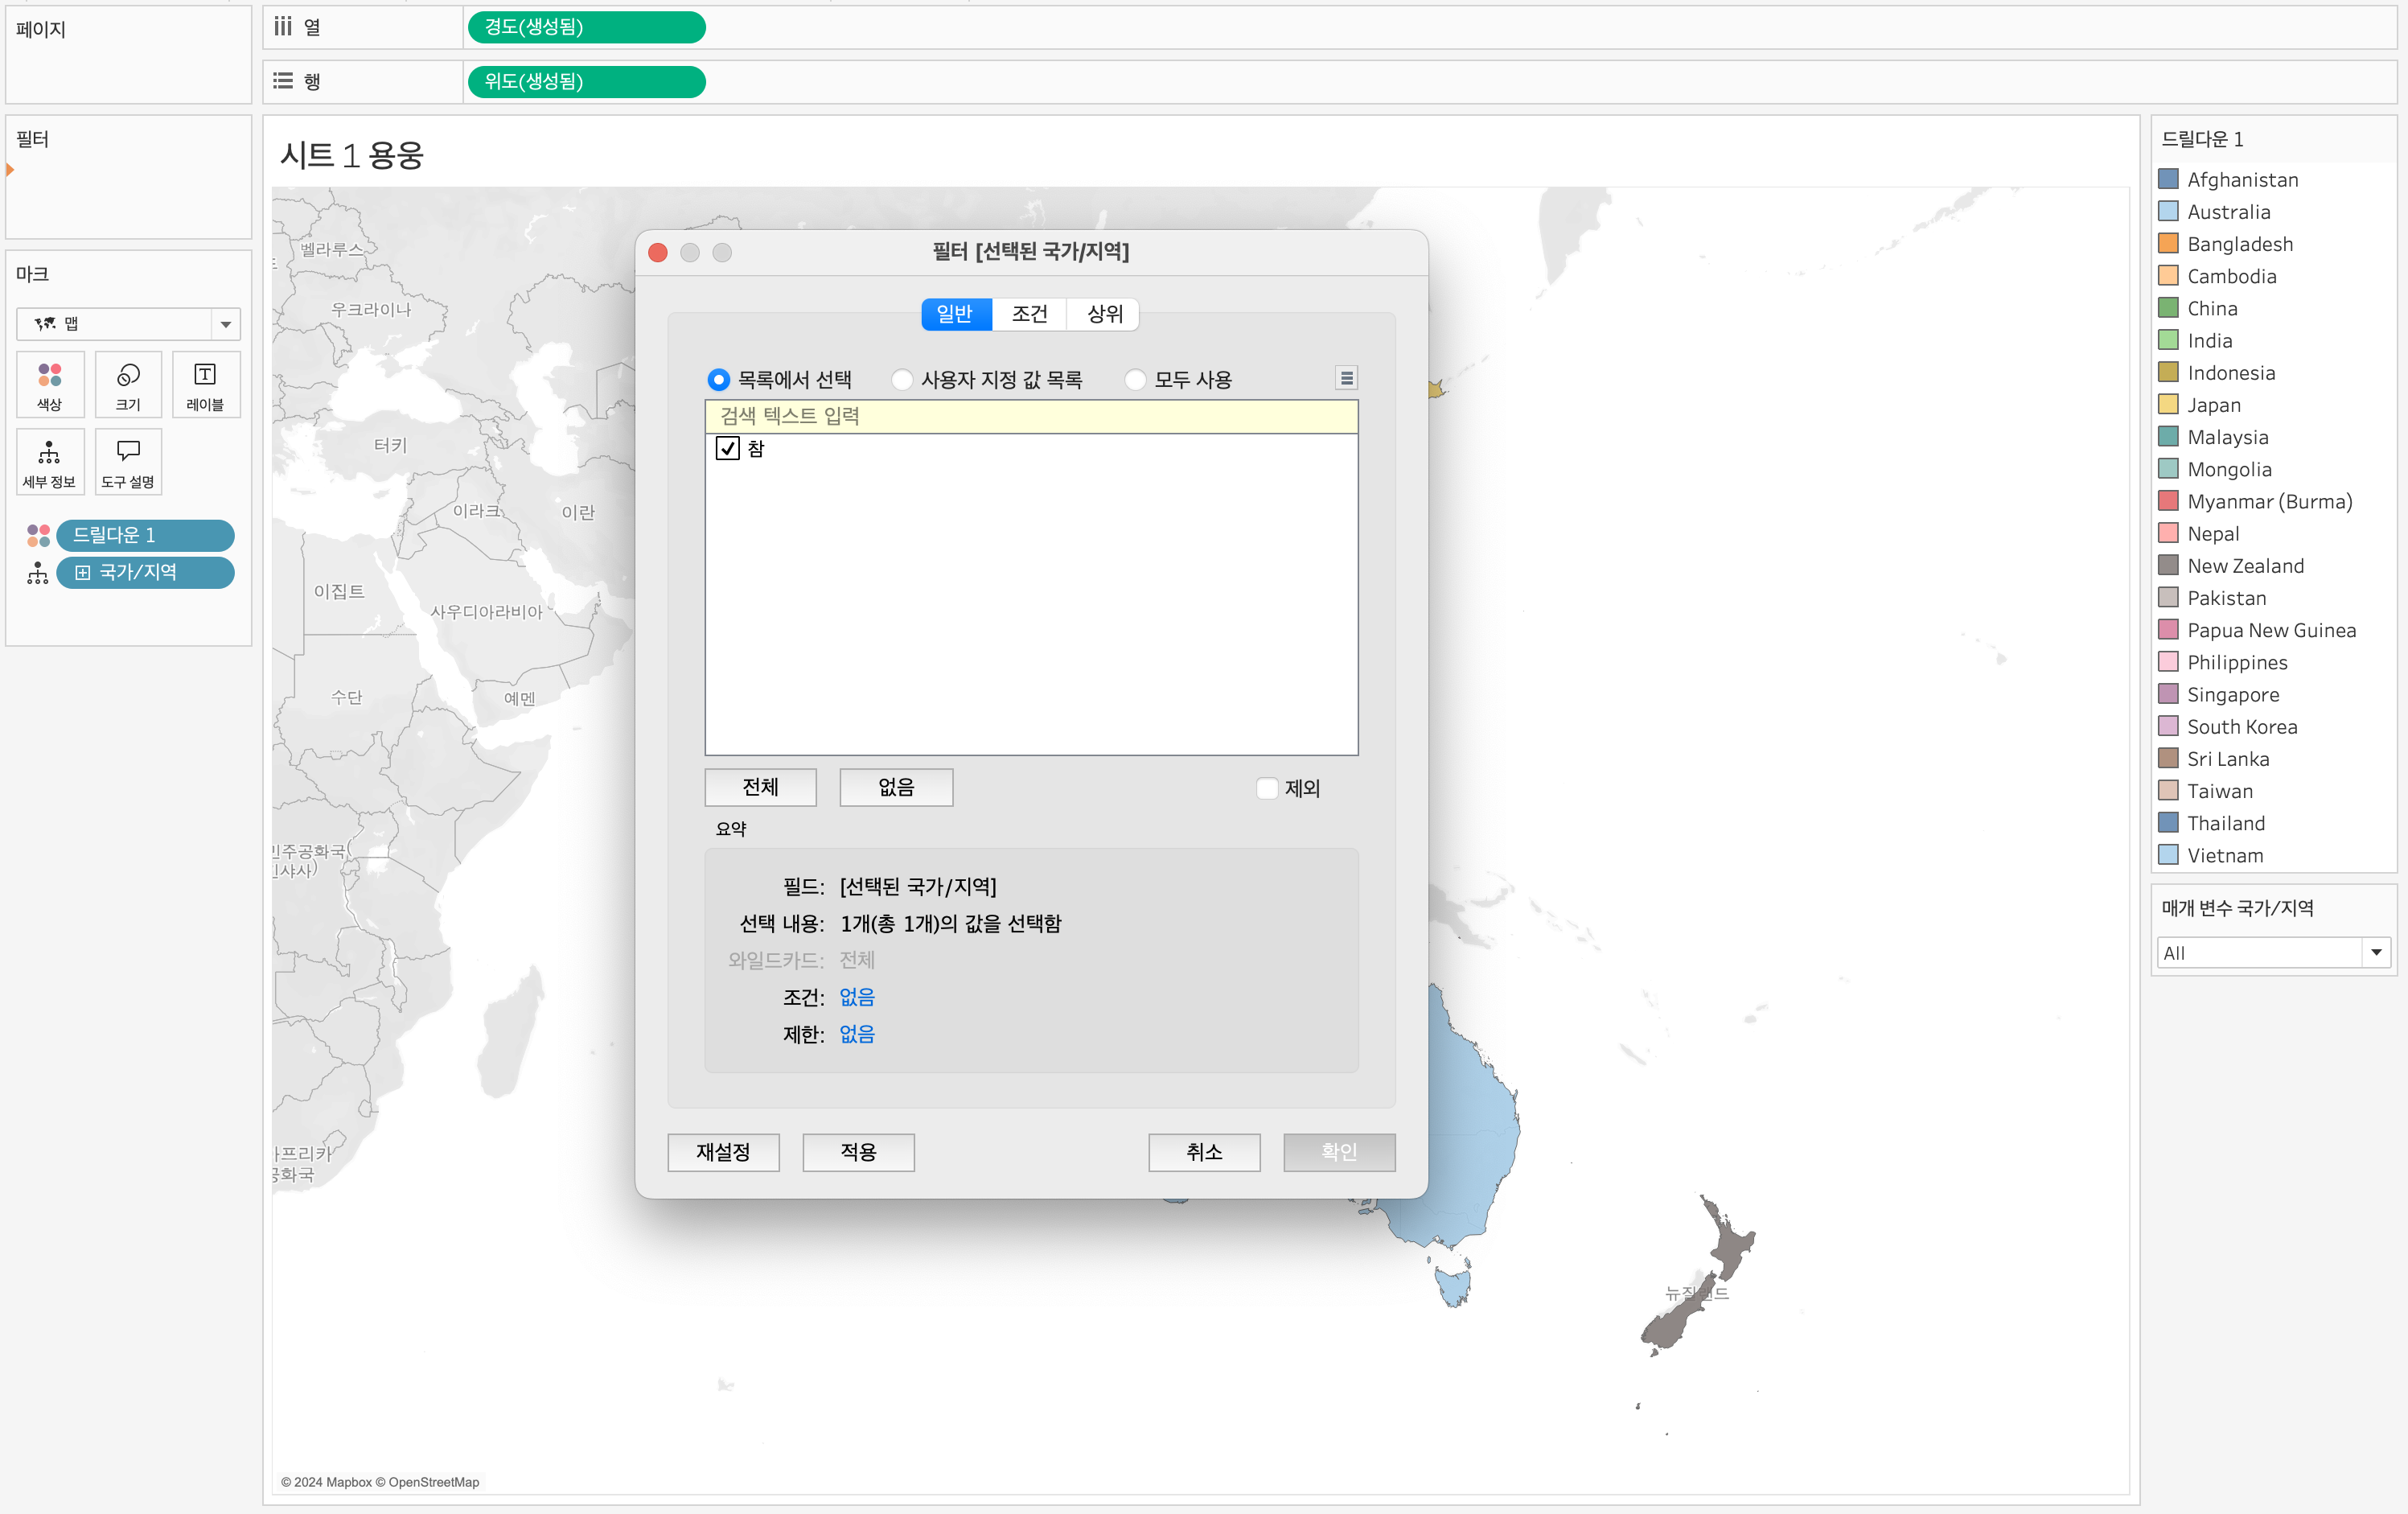 페이지
열
경도(생성됨)
행
위도(생성됨)
필터
마크
맵
색상
크기
레이블
세부 정보
도구 설명
드릴다운 1
국가/지역
시트 1 용웅
벨라루스
우크라이나
터키
이라크
이란
이집트
사우디아라비아
수단
예멘
민주공화국(
킨샤사)
아프리카
공화국
뉴질랜드
© 2024 Mapbox © OpenStreetMap
필터 [선택된 국가/지역]
일반
조건
상위
목록에서 선택
사용자 지정 값 목록
모두 사용
검색 텍스트 입력
참
전체
없음
제외
요약
필드: [선택된 국가/지역]
선택 내용: 1개(총 1개)의 값을 선택함
와일드카드: 전체
조건: 없음
제한: 없음
재설정
적용
취소
확인
드릴다운 1
Afghanistan
Australia
Bangladesh
Cambodia
China
India
Indonesia
Japan
Malaysia
Mongolia
Myanmar (Burma)
Nepal
New Zealand
Pakistan
Papua New Guinea
Philippines
Singapore
South Korea
Sri Lanka
Taiwan
Thailand
Vietnam
매개 변수 국가/지역
All